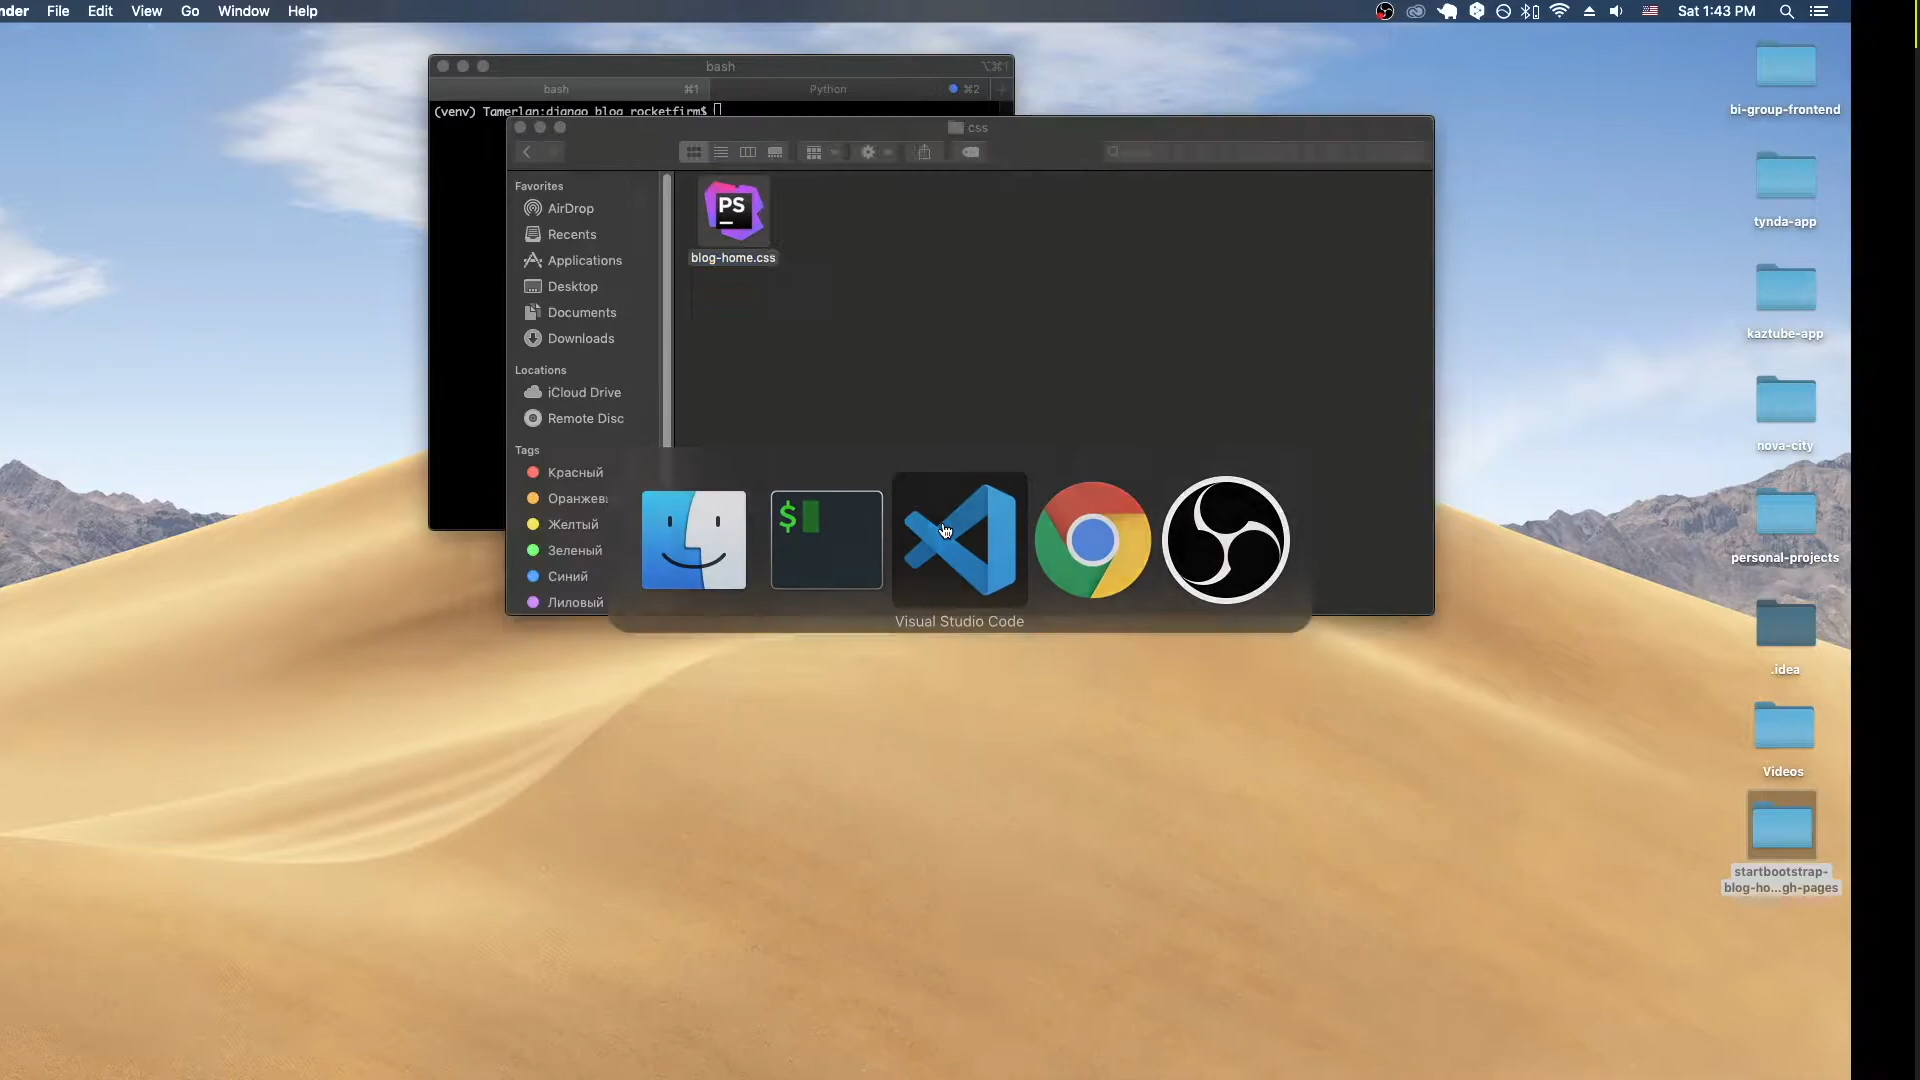 nder File Edit View Go Window Help
Sat 1:43 PM
bash
⌥⌘1
bash ⌘1 Python ⌘2
(venv) Tamerlan:django_blog_rocketfirm$
css
Favorites
AirDrop
Recents
Applications
Desktop
Documents
Downloads
Locations
iCloud Drive
Remote Disc
Tags
Красный
Оранжевь
Желтый
Зеленый
Синий
Лиловый
PS
blog-home.css
$
Visual Studio Code
bi-group-frontend
tynda-app
kaztube-app
nova-city
personal-projects
.idea
Videos
startbootstrap-
blog-ho...gh-pages